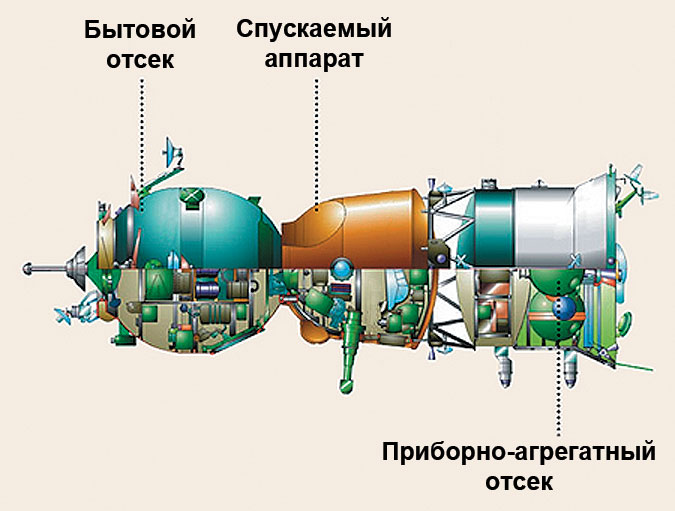 Бытовой
отсек
Спускаемый
аппарат
Приборно-агрегатный
отсек